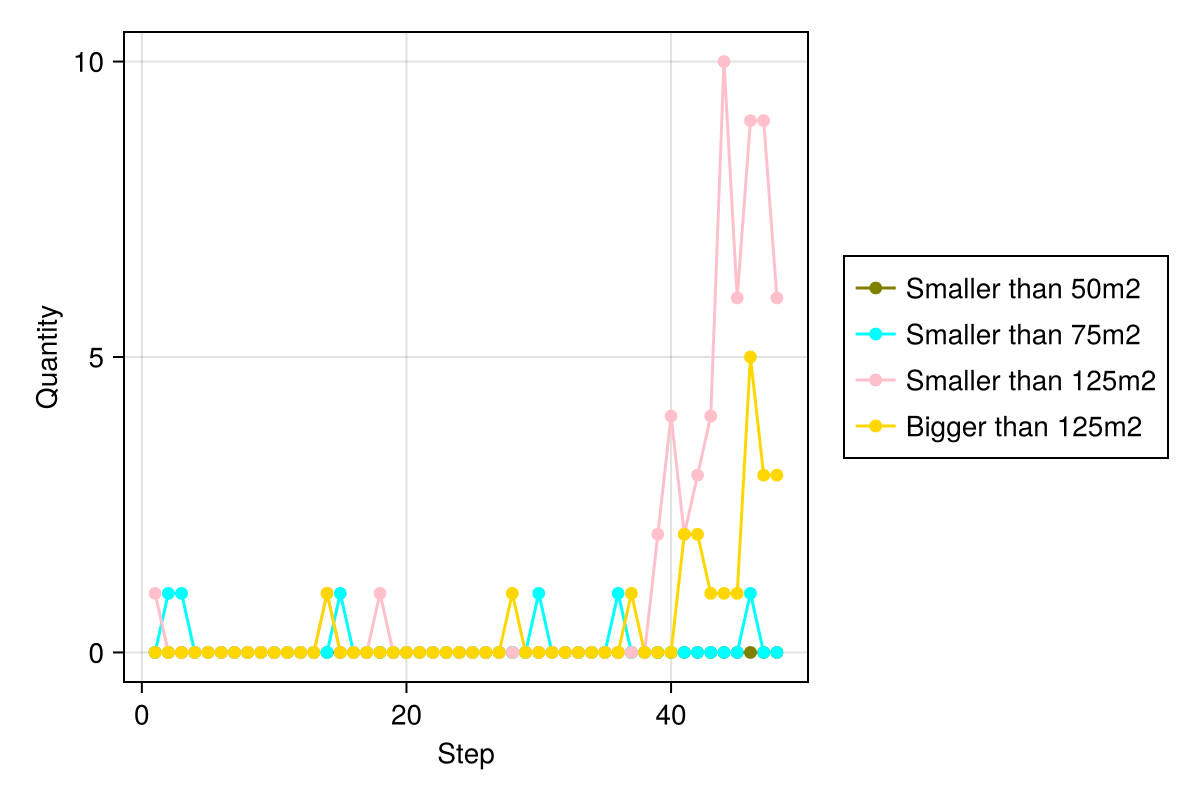 10
5
0
Quantity
0
20
40
Step
Smaller than 50m2
Smaller than 75m2
Smaller than 125m2
Bigger than 125m2